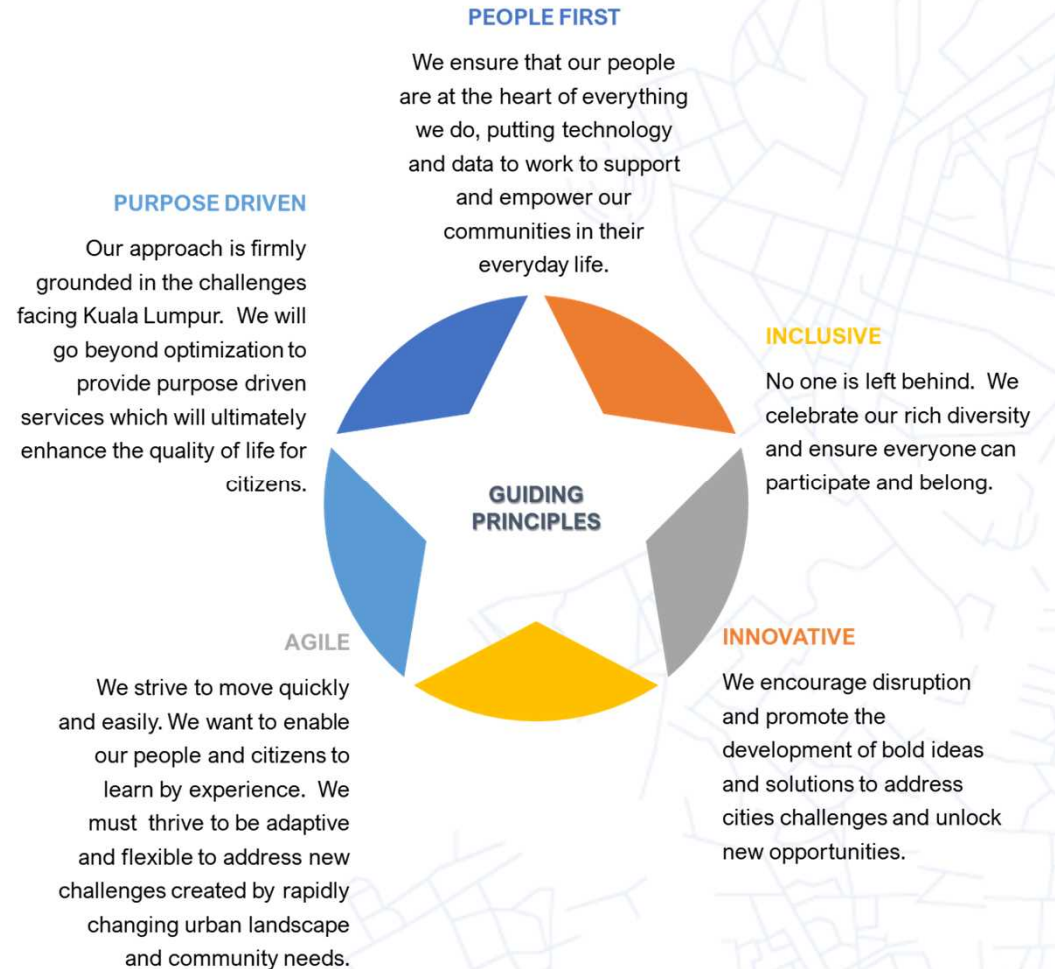 PEOPLE FIRST
We ensure that our people
are at the heart of everything
we do, putting technology
and data to work to support
and empower our
communities in their
everyday life.
PURPOSE DRIVEN
Our approach is firmly
grounded in the challenges
facing Kuala Lumpur. We will
go beyond optimization to
provide purpose driven
services which will ultimately
enhance the quality of life for
citizens.
INCLUSIVE
No one is left behind. We
celebrate our rich diversity
and ensure everyone can
participate and belong.
GUIDING
PRINCIPLES
AGILE
We strive to move quickly
and easily. We want to enable
our people and citizens to
learn by experience. We
must thrive to be adaptive
and flexible to address new
challenges created by rapidly
changing urban landscape
and community needs.
INNOVATIVE
We encourage disruption
and promote the
development of bold ideas
and solutions to address
cities challenges and unlock
new opportunities.